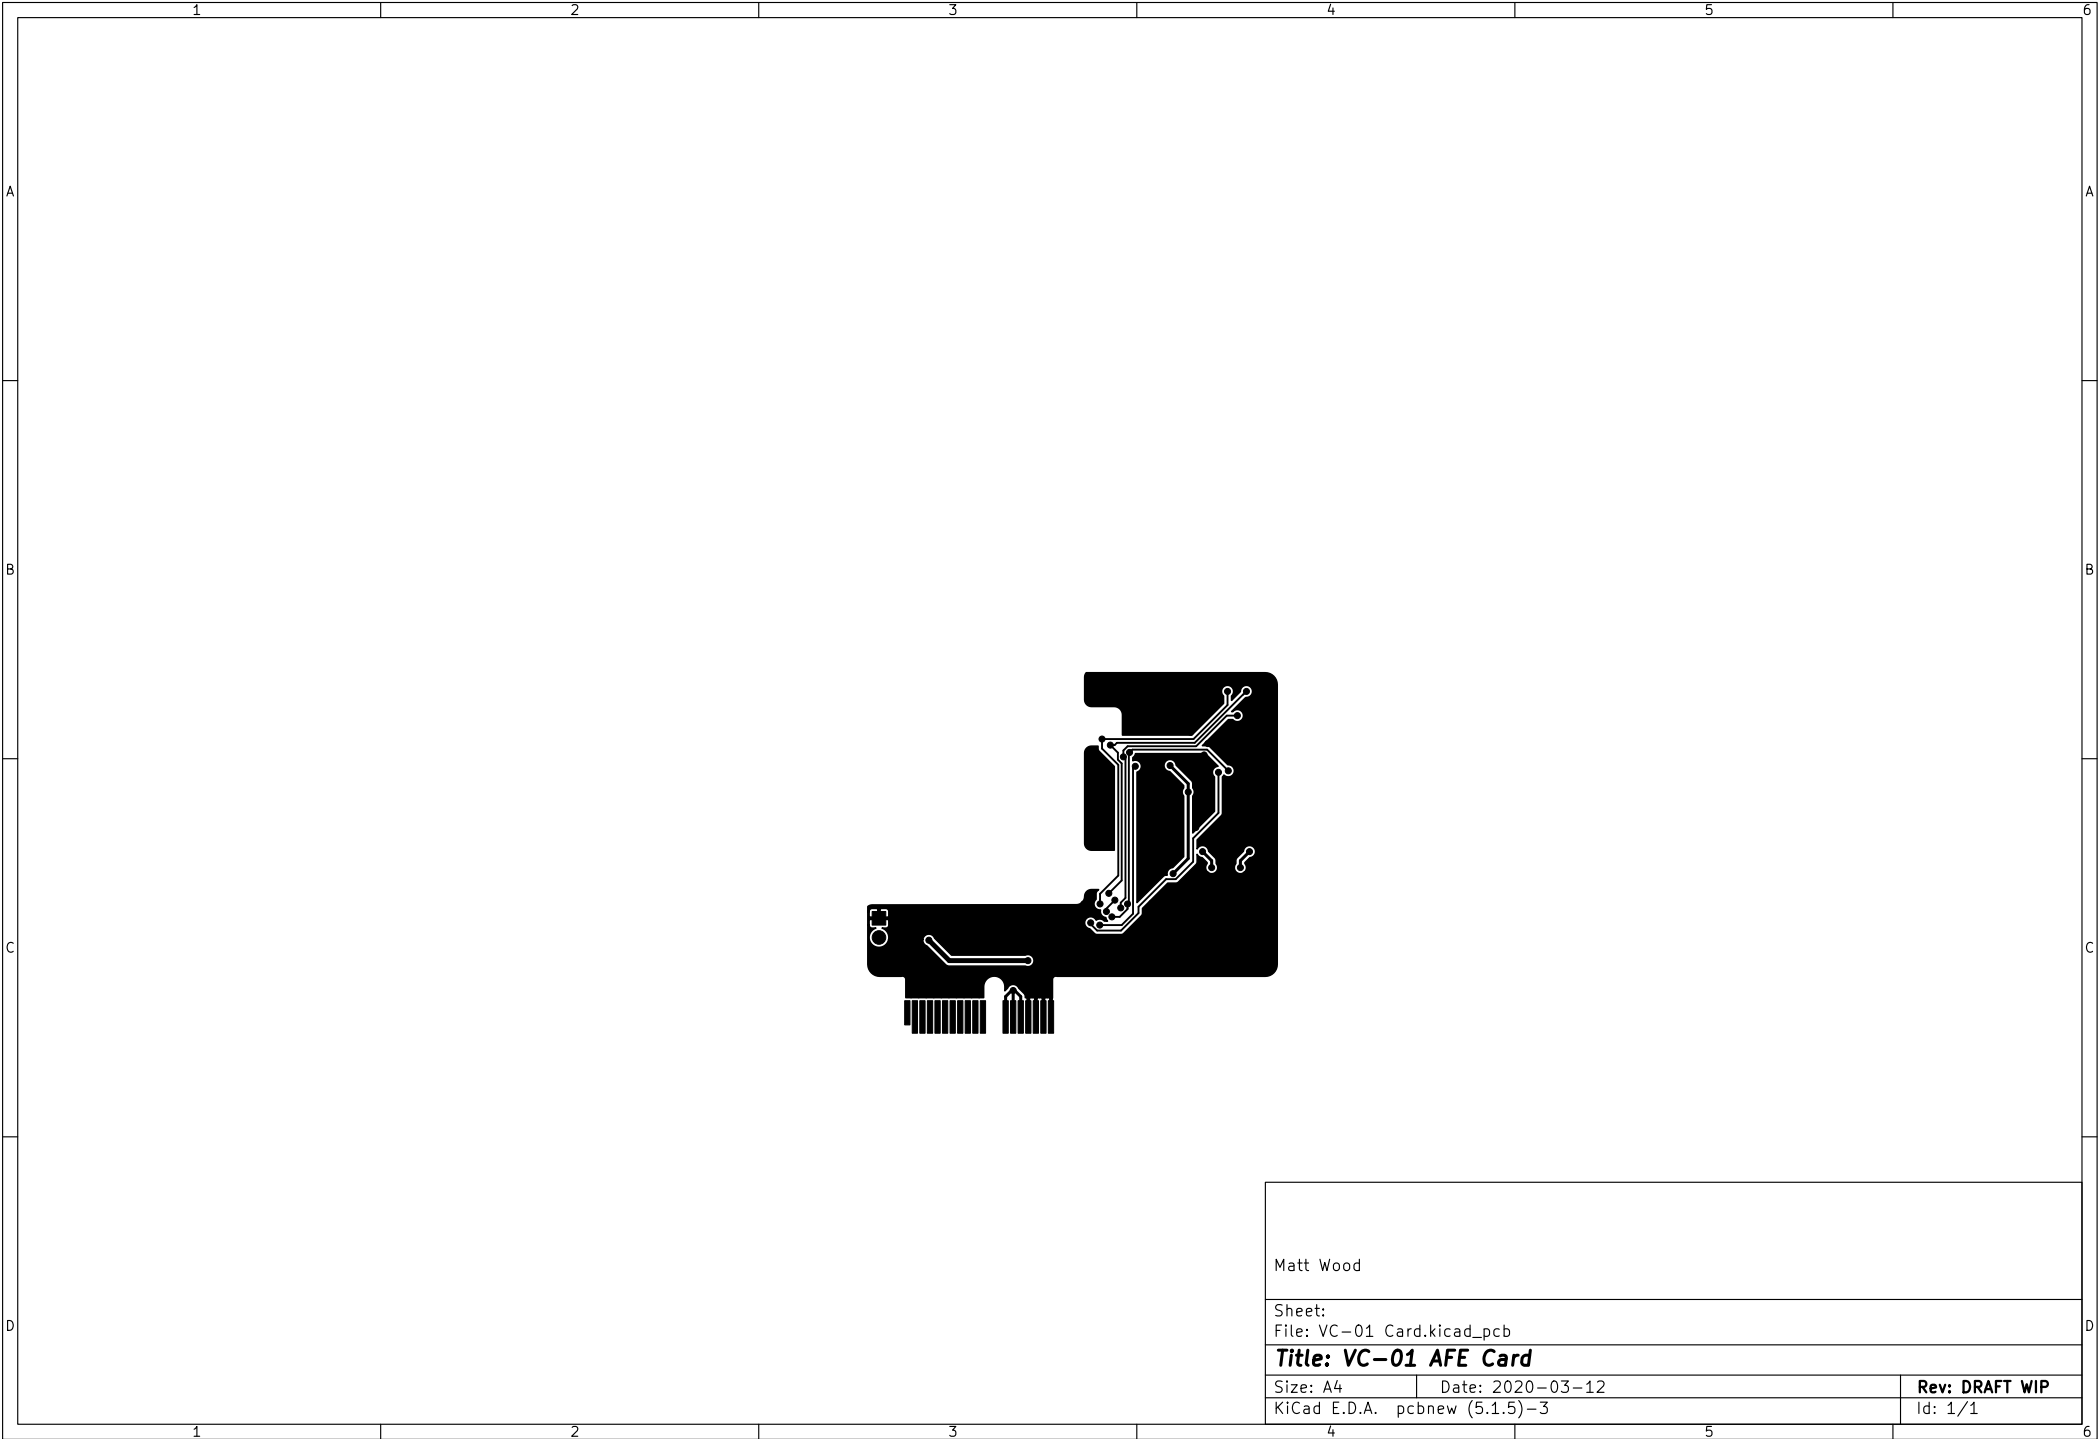 1 2 3 4 5 6
A A
B B
C C
D D
Matt Wood
Sheet:
File: VC-01 Card.kicad_pcb
Title: VC-01 AFE Card
Size: A4 Date: 2020-03-12 Rev: DRAFT WIP
KiCad E.D.A. pcbnew (5.1.5)-3 Id: 1/1
1 2 3 4 5 6